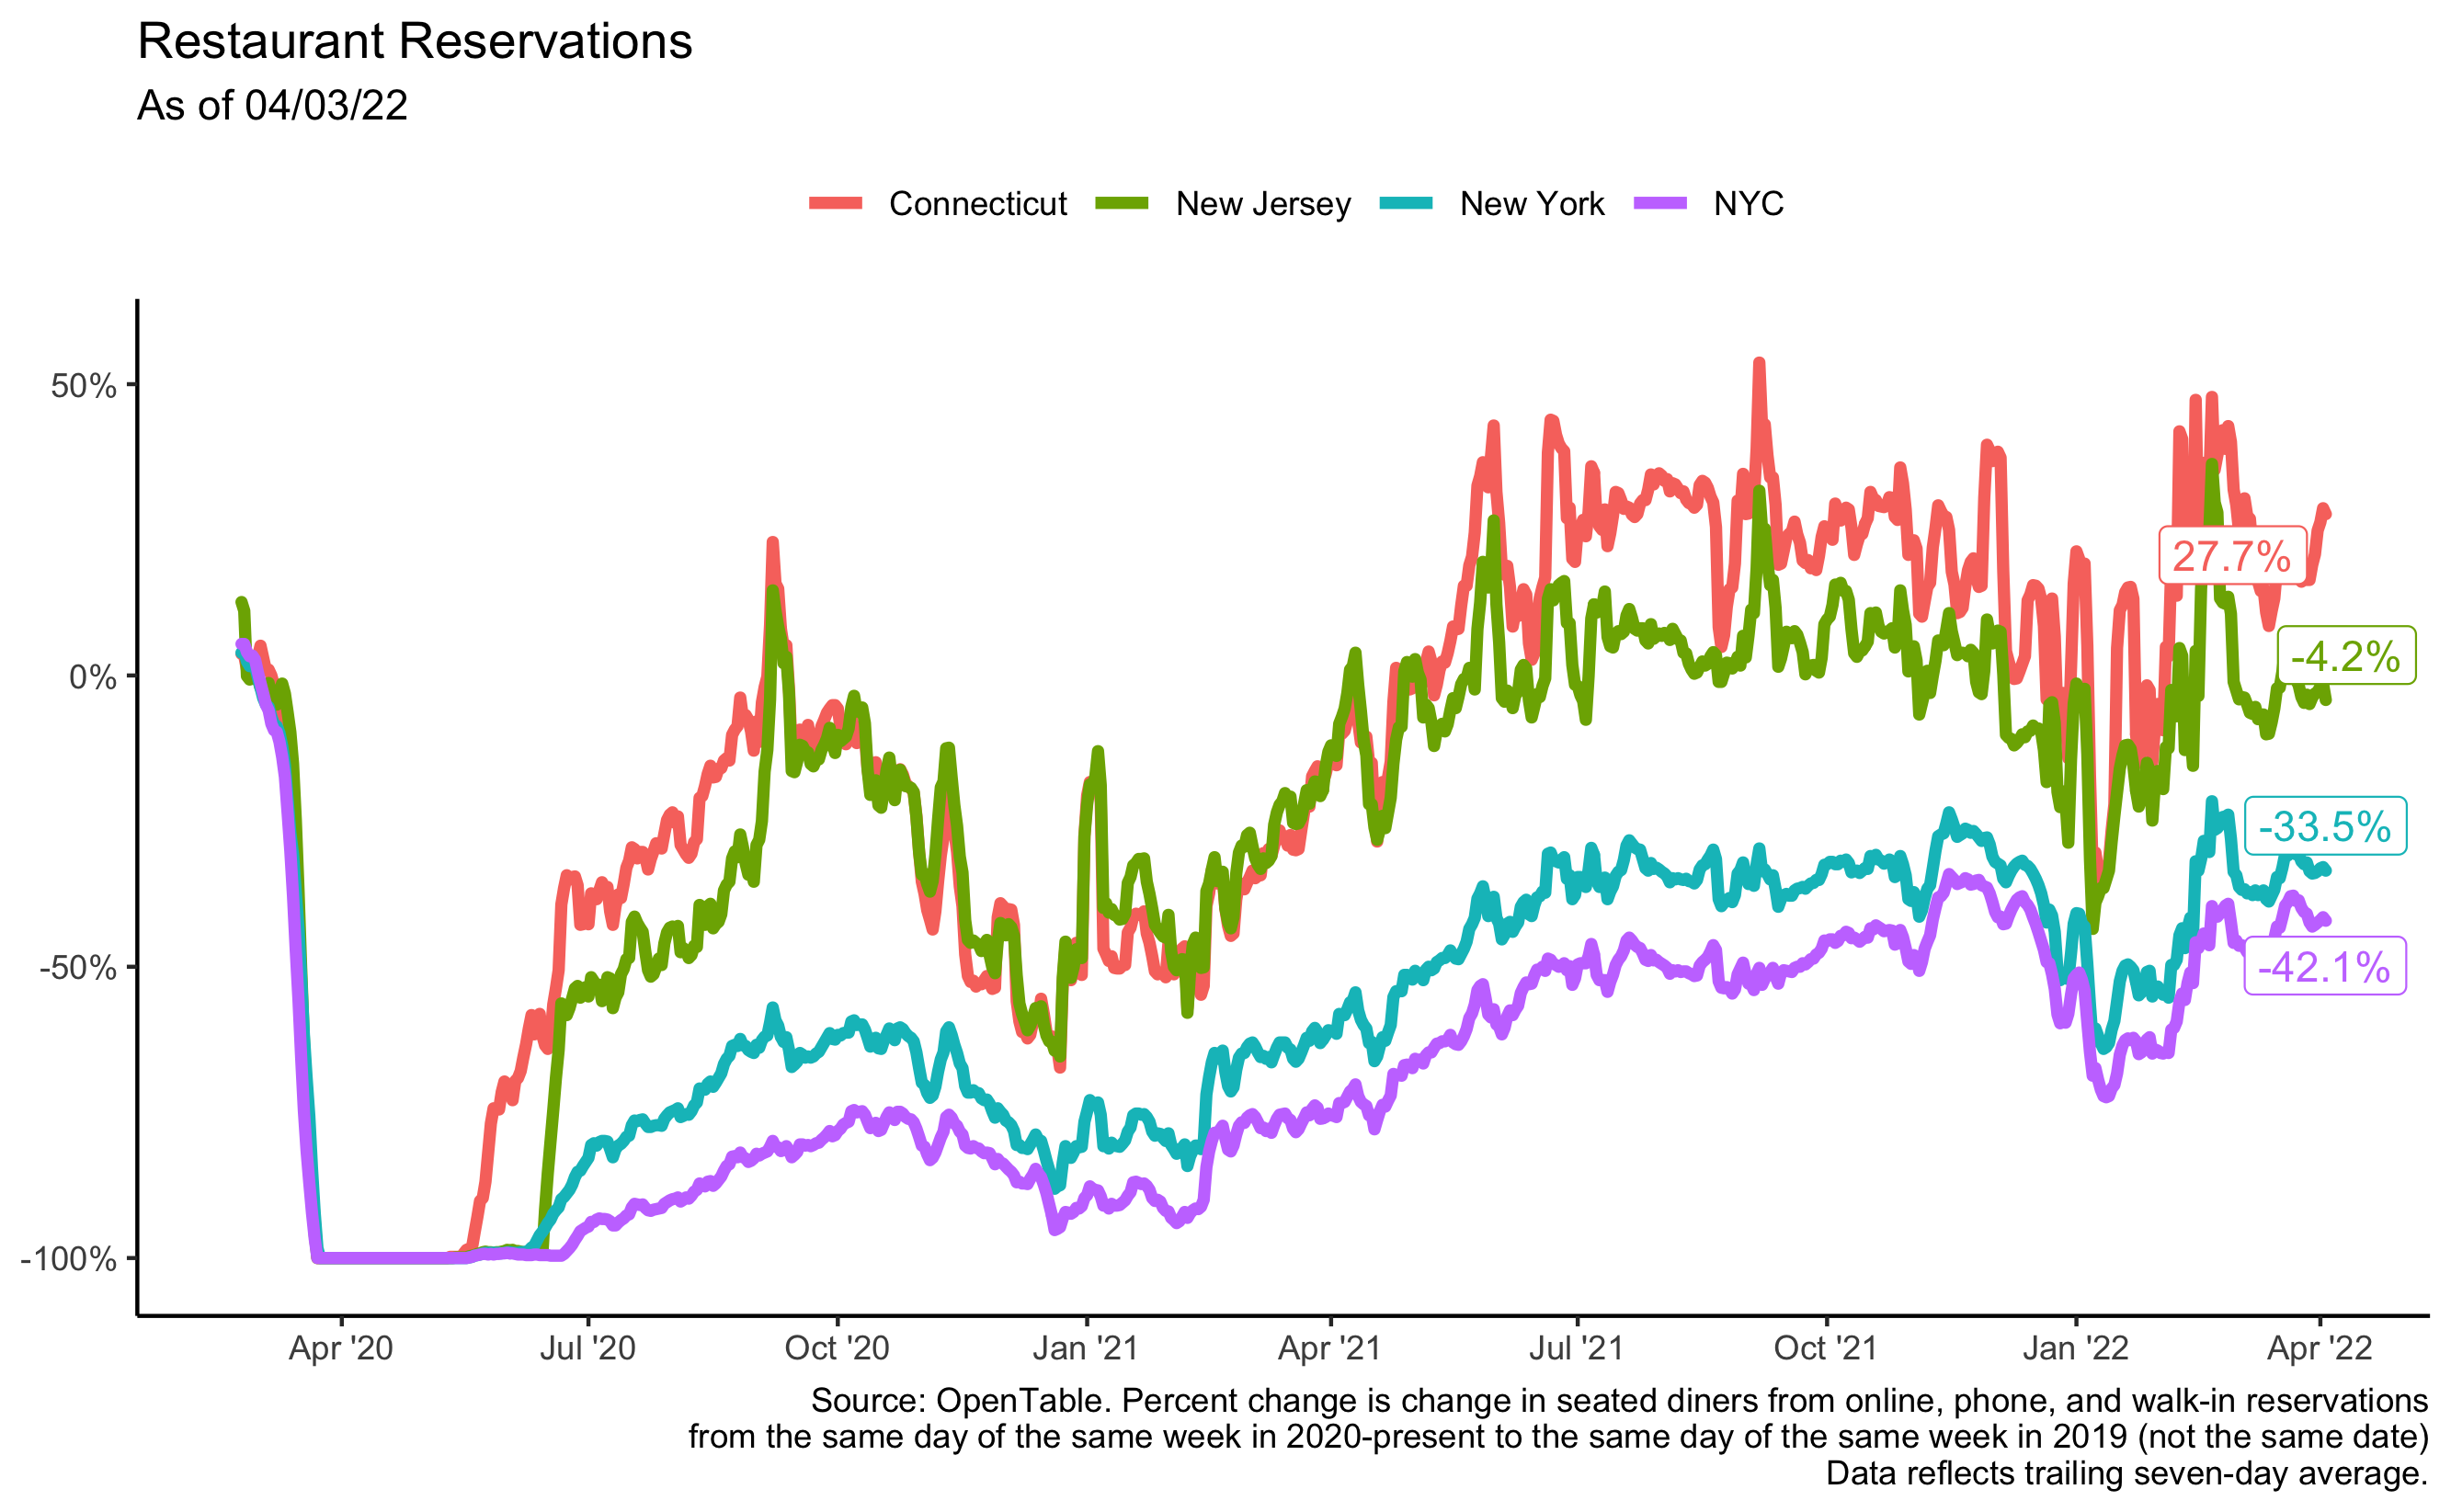 Restaurant Reservations
As of 04/03/22
Connecticut New Jersey New York NYC
50%
0%
-50%
-100%
27.7%
-4.2%
-33.5%
-42.1%
Apr '20 Jul '20 Oct '20 Jan '21 Apr '21 Jul '21 Oct '21 Jan '22 Apr '22
Source: OpenTable. Percent change is change in seated diners from online, phone, and walk-in reservations
from the same day of the same week in 2020-present to the same day of the same week in 2019 (not the same date)
Data reflects trailing seven-day average.